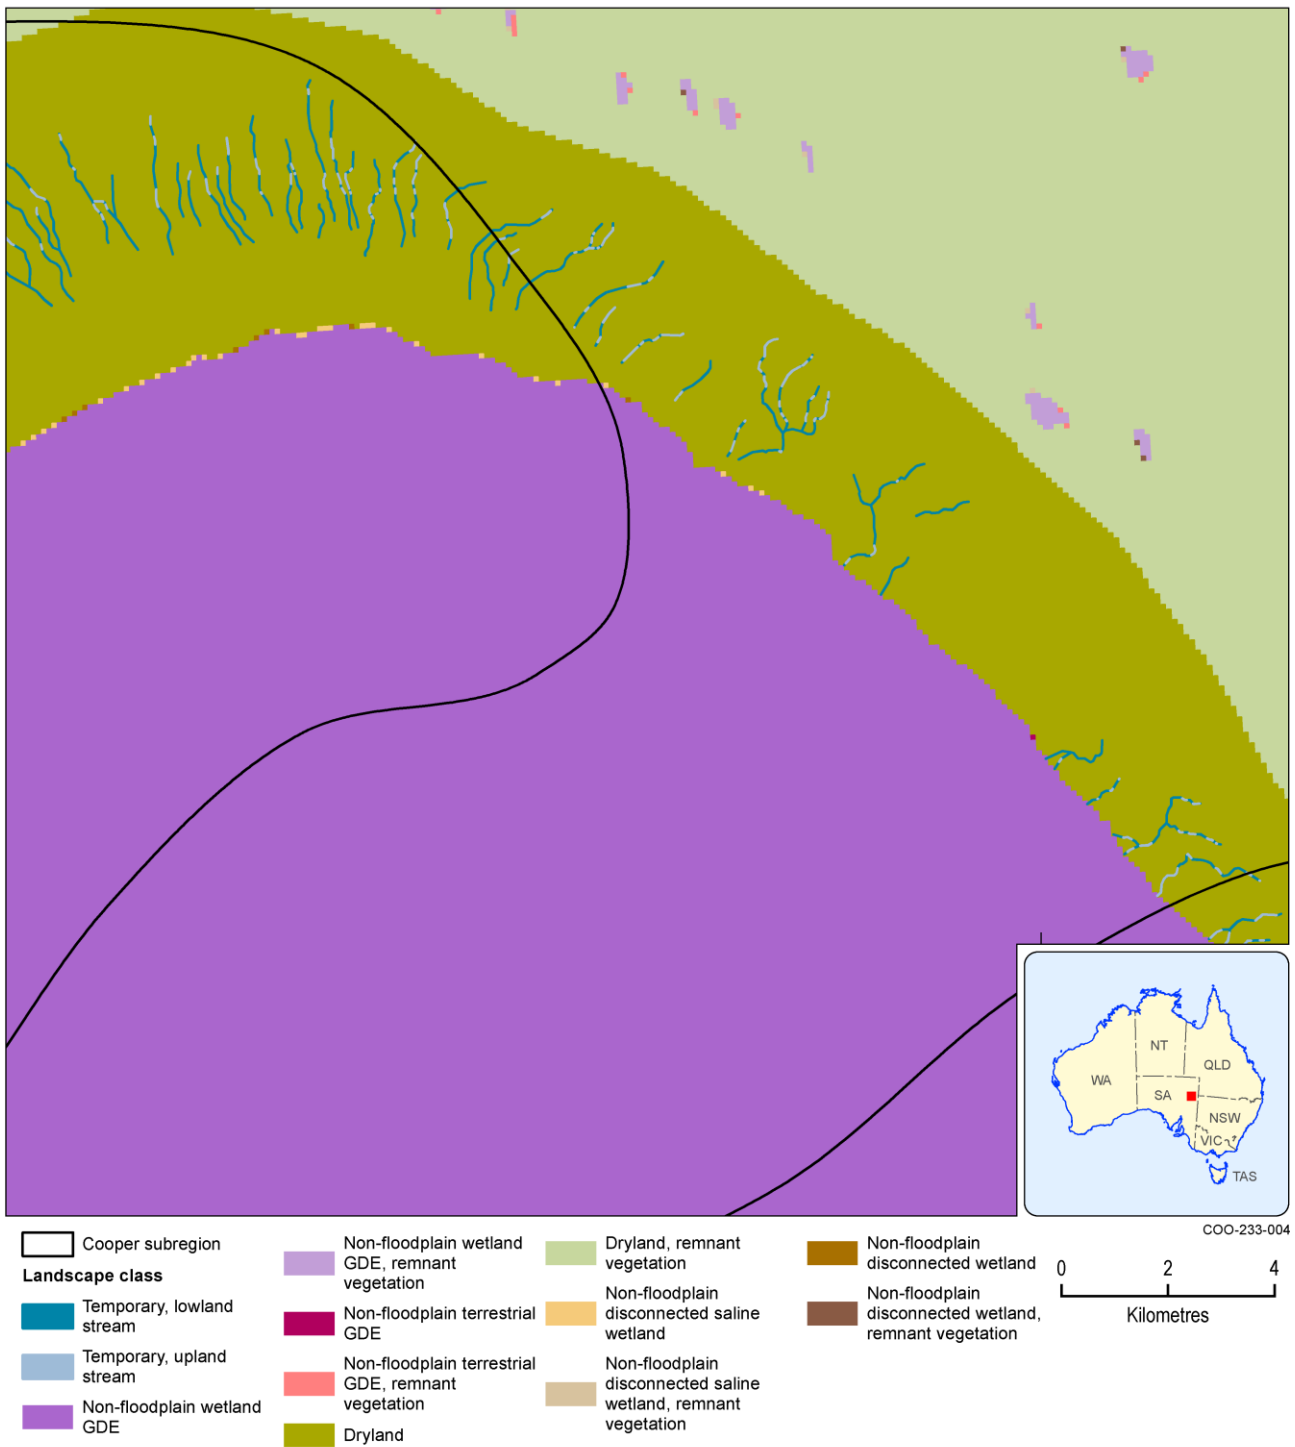 NT
QLD
WA
SA
NSW
VIC
TAS
COO-233-004
Cooper subregion
Landscape class
Temporary, lowland
stream
Temporary, upland
stream
Non-floodplain wetland
GDE
Non-floodplain wetland
GDE, remnant
vegetation
Non-floodplain terrestrial
GDE
Non-floodplain terrestrial
GDE, remnant
vegetation
Dryland
Dryland, remnant
vegetation
Non-floodplain
disconnected saline
wetland
Non-floodplain
disconnected saline
wetland, remnant
vegetation
Non-floodplain
disconnected wetland
Non-floodplain
disconnected wetland,
remnant vegetation
0 2 4
Kilometres